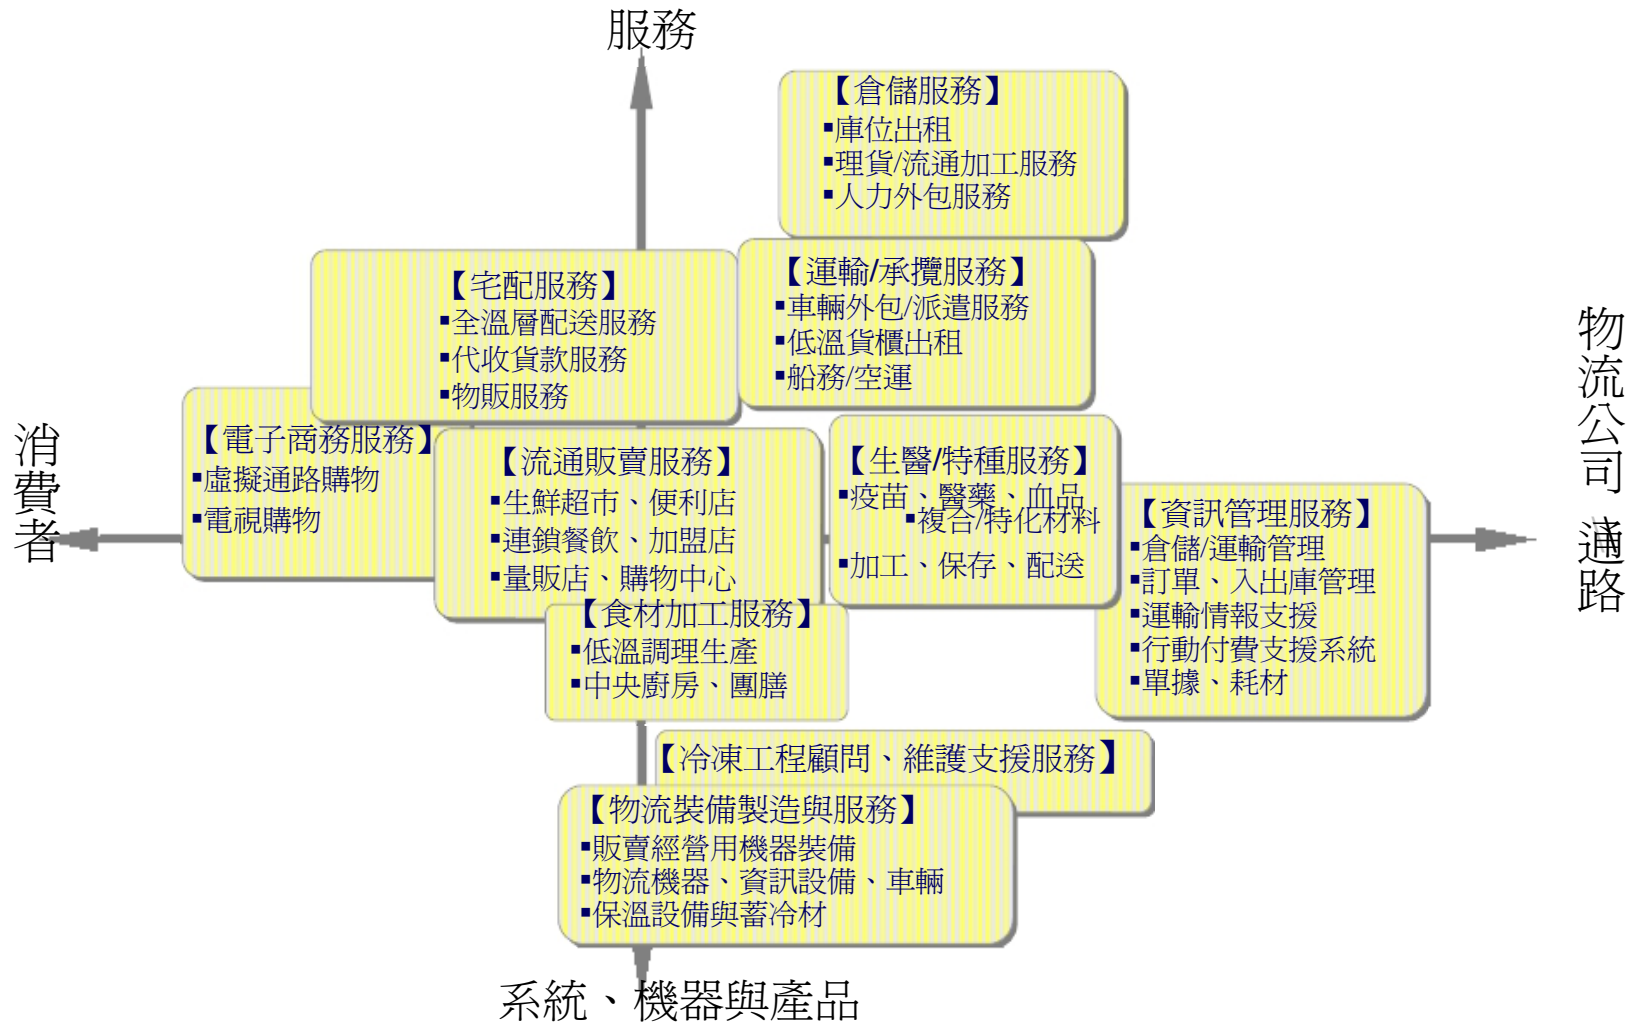 服務
【倉儲服務】
▪庫位出租
▪理貨/流通加工服務
▪人力外包服務
【宅配服務】
▪全溫層配送服務
▪代收貨款服務
▪物販服務
【運輸/承攬服務】
▪車輛外包/派遣服務
▪低溫貨櫃出租
▪船務/空運
消費者
【電子商務服務】
▪虛擬通路購物
▪電視購物
【流通販賣服務】
▪生鮮超市、便利店
▪連鎖餐飲、加盟店
▪量販店、購物中心
【生醫/特種服務】
▪疫苗、醫藥、血品
▪複合/特化材料
▪加工、保存、配送
【資訊管理服務】
▪倉儲/運輸管理
▪訂單、入出庫管理
▪運輸情報支援
▪行動付費支援系統
▪單據、耗材
物流公司
通路
【食材加工服務】
▪低溫調理生產
▪中央廚房、團膳
【冷凍工程顧問、維護支援服務】
【物流裝備製造與服務】
▪販賣經營用機器裝備
▪物流機器、資訊設備、車輛
▪保溫設備與蓄冷材
系統、機器與產品